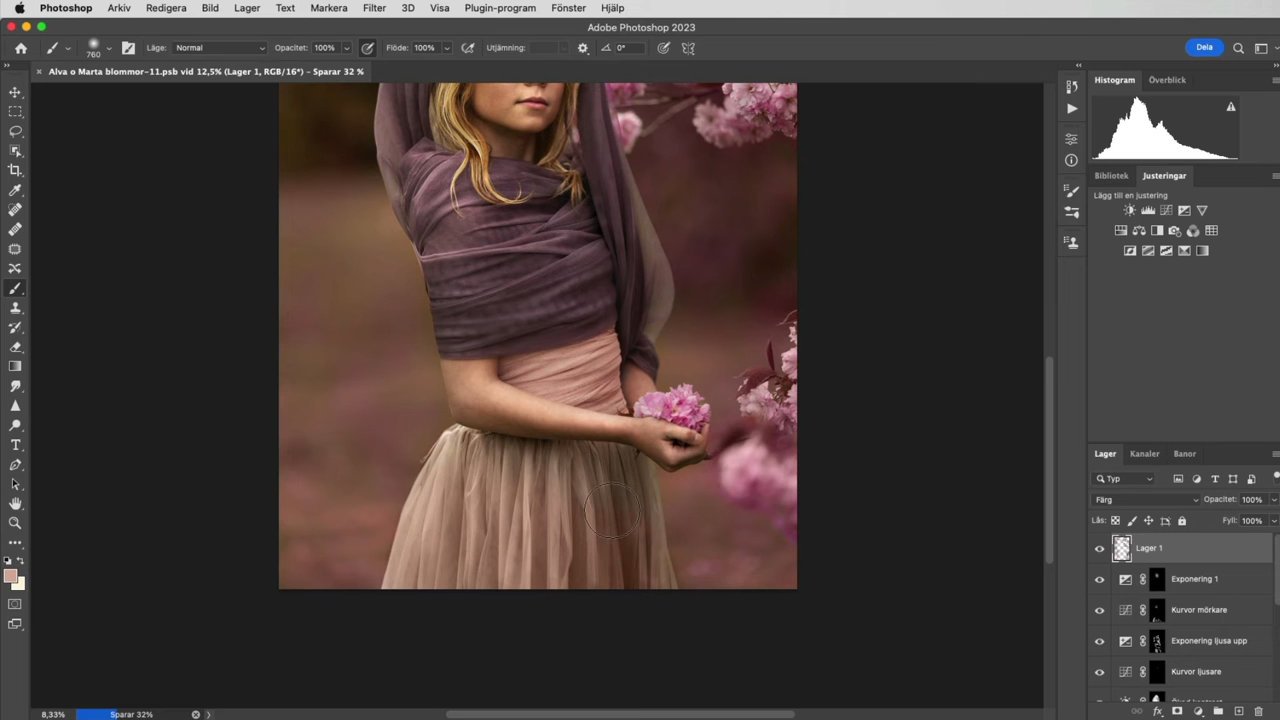 Photoshop Arkiv Redigera Bild Lager Text Markera Filter 3D Visa Plugin-program Fönster Hjälp
Adobe Photoshop 2023
760 Läge: Normal Opacitet: 100% Flöde: 100% Utjämning: 0° Dela
Alva o Marta blommor-11.psb vid 12,5% (Lager 1, RGB/16*) - Sparar 32 %
Histogram Överblick
Bibliotek Justeringar
Lägg till en justering
Lager Kanaler Banor
Typ
Färg Opacitet: 100%
Lås: Fyll: 100%
Lager 1
Exponering 1
Kurvor mörkare
Exponering ljusa upp
Kurvor ljusare
8,33% Sparar 32%